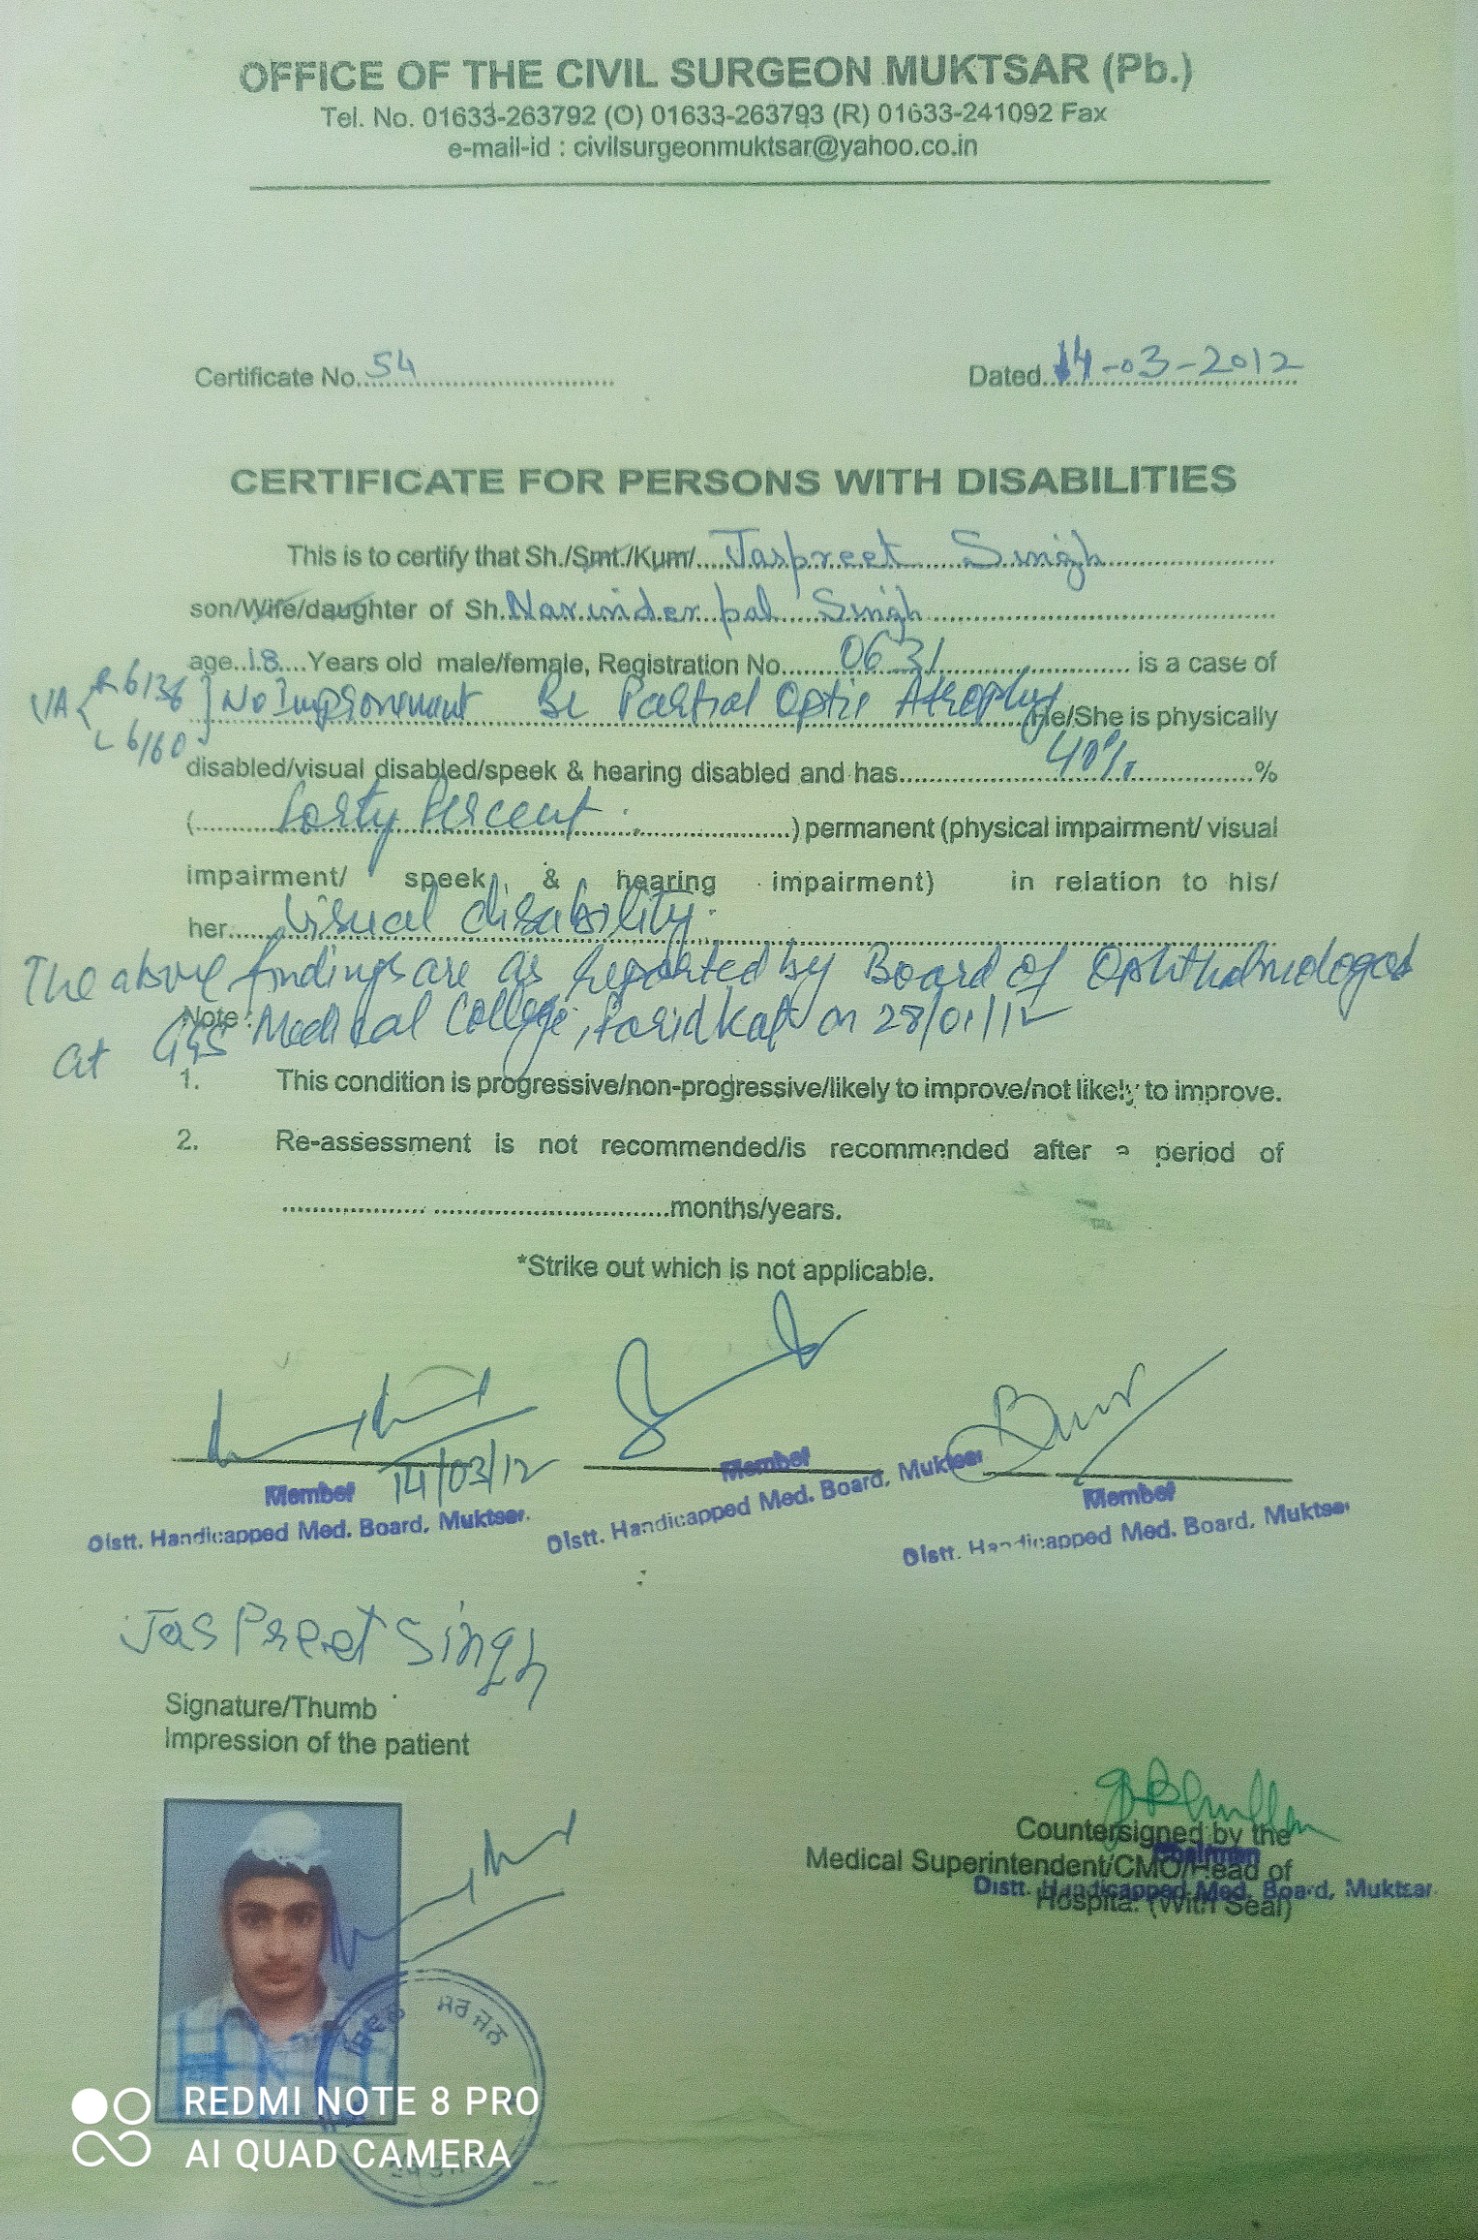 OFFICE OF THE CIVIL SURGEON MUKTSAR (Pb.)
Tel. No. 01633-263792 (O) 01633-263793 (R) 01633-241092 Fax
e-mail-id : civilsurgeonmuktsar@yahoo.co.in
Certificate No. 54
Dated 14-03-2012
CERTIFICATE FOR PERSONS WITH DISABILITIES
This is to certify that Sh./Smt./Kum/ Jaspreet Singh
son/Wife/daughter of Sh. Narinder pal Singh
age 18 Years old male/female, Registration No. 0631 is a case of
VA R 6/36 L 6/60 No Improvement BL Partial Optic Atrophy He/She is physically
disabled/visual disabled/speek & hearing disabled and has 40% %
( forty Percent ) permanent (physical impairment/ visual
impairment/ speek & hearing impairment) in relation to his/
her Visual disability.
The above findings are as reported by Board of
Note :
at GGS Medical College, Faridkot on 28/01/12
1. This condition is progressive/non-progressive/likely to improve/not likely to improve.
2. Re-assessment is not recommended/is recommended after a period of
months/years.
*Strike out which is not applicable.
14/03/12
Member
Distt. Handicapped Med. Board, Muktsar.
Member
Distt. Handicapped Med. Board, Muktsar
Member
Distt. Handicapped Med. Board, Muktsar
JasPreet Singh
Signature/Thumb
Impression of the patient
Countersigned by the
Chairman
Medical Superintendent/CMO/Head of
Distt. Handicapped Med. Board, Muktsar
Hospital (With Seal)
ਸਿਵਲ ਸਰਜਨ
REDMI NOTE 8 PRO
AI QUAD CAMERA